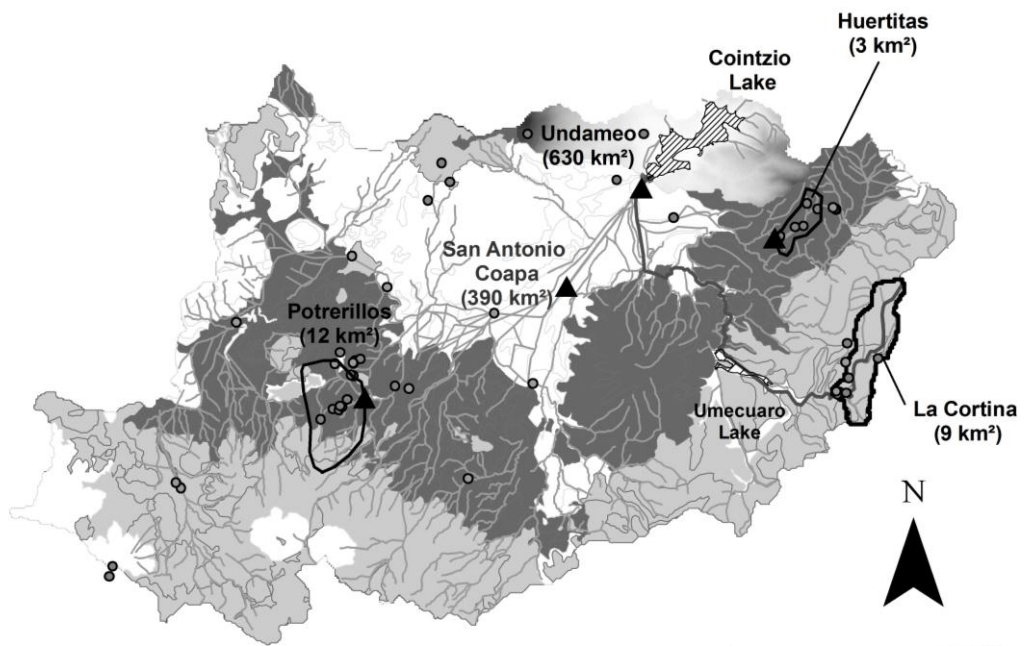 Huertitas
(3 km²)
Cointzio
Lake
Undameo
(630 km²)
San Antonio
Coapa
(390 km²)
Potrerillos
(12 km²)
Umecuaro
Lake
La Cortina
(9 km²)
N